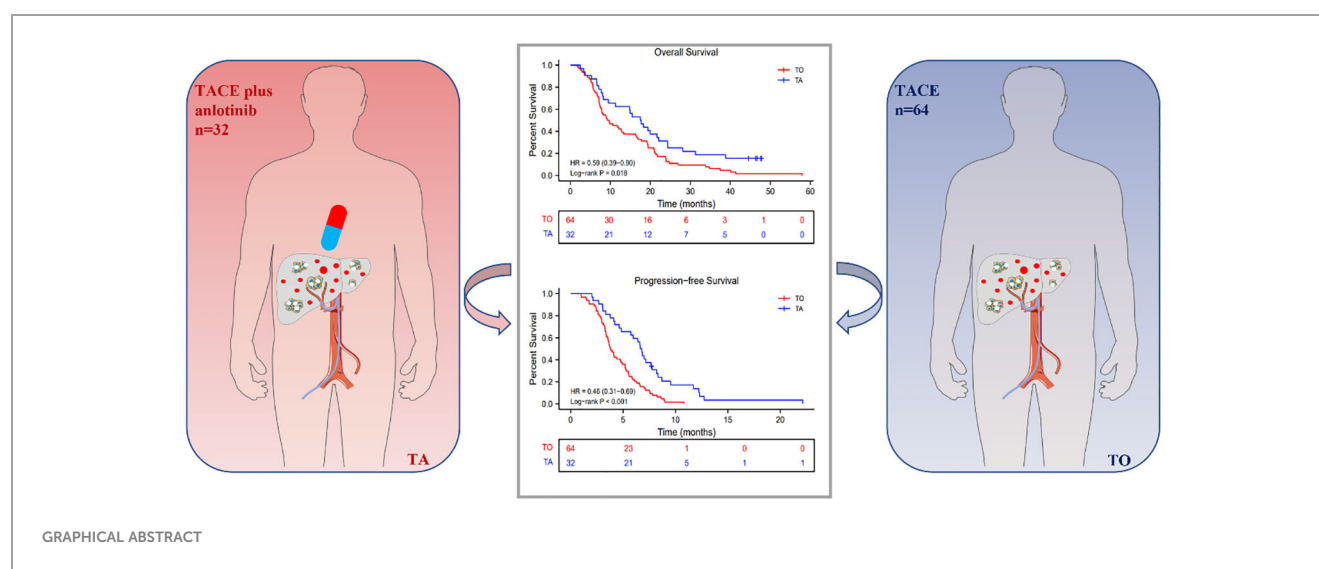 TACE plus
anlotinib
n=32
TA
Overall Survival
TO
TA
Percent Survival
1.0
0.8
0.6
0.4
0.2
0.0
HR = 0.59 (0.39−0.90)
Log−rank P = 0.018
0 10 20 30 40 50 60
Time (months)
TO 64 30 16 6 3 1 0
TA 32 21 12 7 5 0 0
Progression−free Survival
TO
TA
Percent Survival
1.0
0.8
0.6
0.4
0.2
0.0
HR = 0.46 (0.31−0.69)
Log−rank P < 0.001
0 5 10 15 20
Time (months)
TO 64 23 1 0 0
TA 32 21 5 1 1
TACE
n=64
TO
GRAPHICAL ABSTRACT